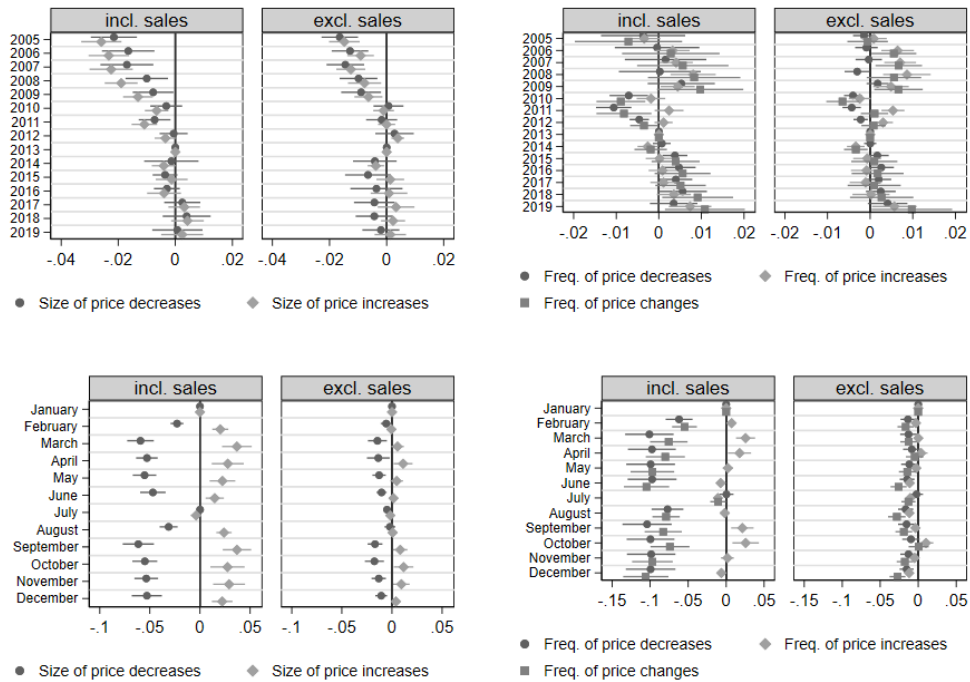 incl. sales excl. sales
2005
2006
2007
2008
2009
2010
2011
2012
2013
2014
2015
2016
2017
2018
2019
-.04 -.02 0 .02 -.04 -.02 0 .02
Size of price decreases Size of price increases
incl. sales excl. sales
2005
2006
2007
2008
2009
2010
2011
2012
2013
2014
2015
2016
2017
2018
2019
-.02 -.01 0 .01 .02 -.02 -.01 0 .01 .02
Freq. of price decreases Freq. of price increases
Freq. of price changes
incl. sales excl. sales
January
February
March
April
May
June
July
August
September
October
November
December
-.1 -.05 0 .05 -.1 -.05 0 .05
Size of price decreases Size of price increases
incl. sales excl. sales
January
February
March
April
May
June
July
August
September
October
November
December
-.15 -.1 -.05 0 .05 -.15 -.1 -.05 0 .05
Freq. of price decreases Freq. of price increases
Freq. of price changes